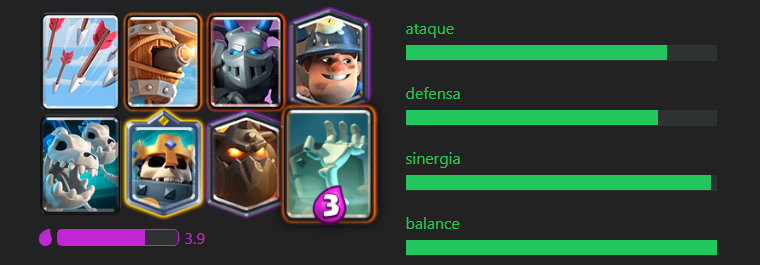 ataque
defensa
sinergia
3
balance
3.9